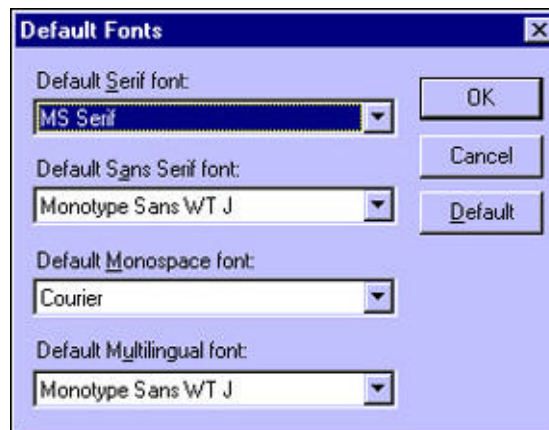 Default Fonts
Default Serif font:
MS Serif
OK
Cancel
Default Sans Serif font:
Monotype Sans WT J
Default
Default Monospace font:
Courier
Default Multilingual font:
Monotype Sans WT J